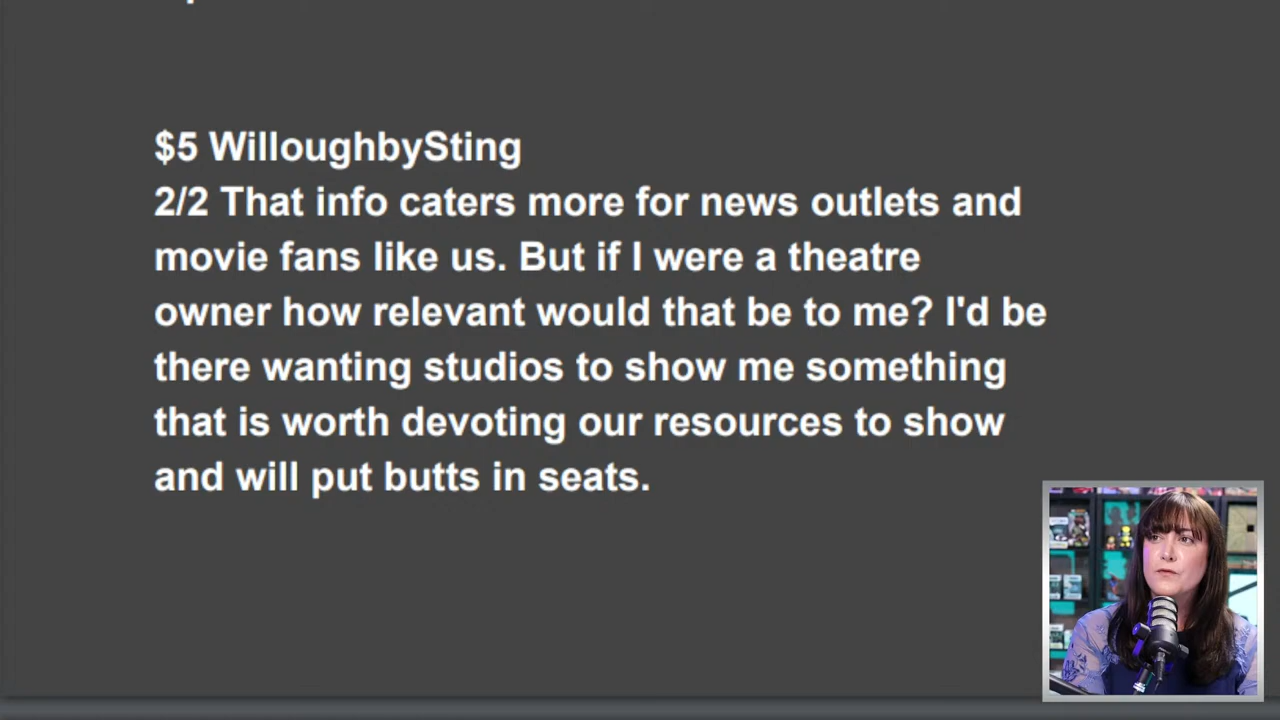 $5 WilloughbySting
2/2 That info caters more for news outlets and
movie fans like us. But if I were a theatre
owner how relevant would that be to me? I'd be
there wanting studios to show me something
that is worth devoting our resources to show
and will put butts in seats.